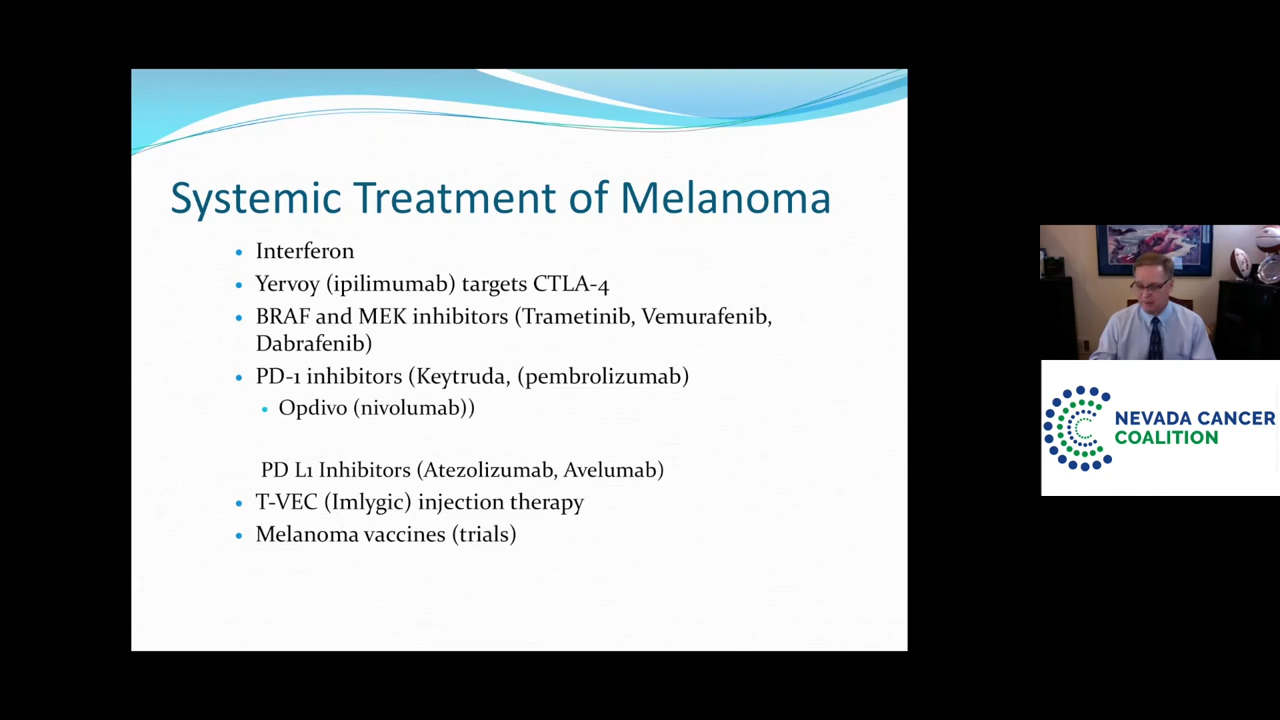 Systemic Treatment of Melanoma
• Interferon
• Yervoy (ipilimumab) targets CTLA-4
• BRAF and MEK inhibitors (Trametinib, Vemurafenib,
Dabrafenib)
• PD-1 inhibitors (Keytruda, (pembrolizumab)
• Opdivo (nivolumab))
PD L1 Inhibitors (Atezolizumab, Avelumab)
• T-VEC (Imlygic) injection therapy
• Melanoma vaccines (trials)
NEVADA CANCER
COALITION